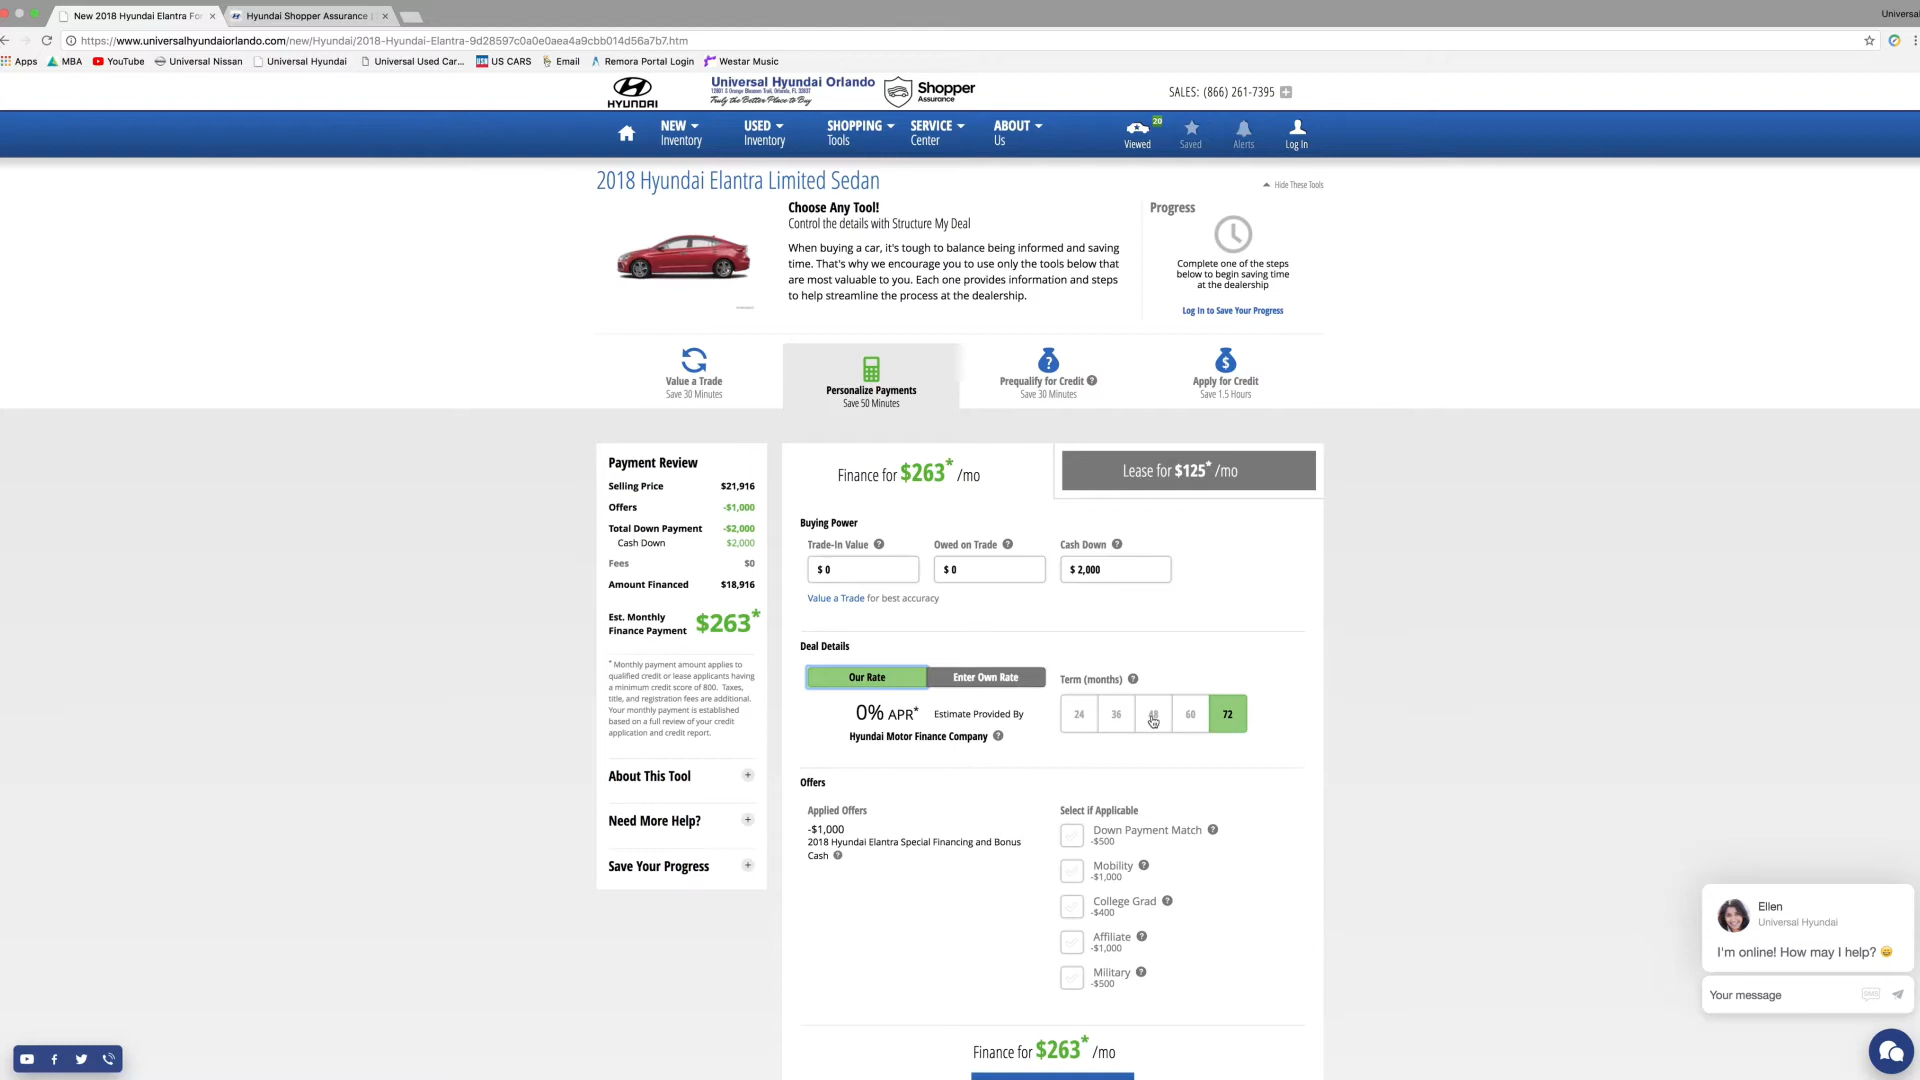 New 2018 Hyundai Elantra For
Hyundai Shopper Assurance |
Universal
https://www.universalhyundaiorlando.com/new/Hyundai/2018-Hyundai-Elantra-9d28597c0a0e0aea4a9cbb014d56a7b7.htm
Apps MBA YouTube Universal Nissan Universal Hyundai Universal Used Car... US CARS Email Remora Portal Login Westar Music
HYUNDAI
Universal Hyundai Orlando
12801 S Orange Blossom Trail, Orlando, FL 32837
Truly the Better Place to Buy
Shopper
Assurance
SALES: (866) 261-7395
NEW
Inventory
USED
Inventory
SHOPPING
Tools
SERVICE
Center
ABOUT
Us
20
Viewed
Saved
Alerts
Log In
2018 Hyundai Elantra Limited Sedan
Hide These Tools
Choose Any Tool!
Control the details with Structure My Deal
When buying a car, it's tough to balance being informed and saving
time. That's why we encourage you to use only the tools below that
are most valuable to you. Each one provides information and steps
to help streamline the process at the dealership.
Progress
Complete one of the steps
below to begin saving time
at the dealership
Log In to Save Your Progress
Value a Trade
Save 30 Minutes
Personalize Payments
Save 50 Minutes
Prequalify for Credit ?
Save 30 Minutes
Apply for Credit
Save 1.5 Hours
Payment Review
Selling Price $21,916
Offers -$1,000
Total Down Payment -$2,000
Cash Down $2,000
Fees $0
Amount Financed $18,916
Est. Monthly
Finance Payment $263*
* Monthly payment amount applies to
qualified credit or lease applicants having
a minimum credit score of 800. Taxes,
title, and registration fees are additional.
Your monthly payment is established
based on a full review of your credit
application and credit report.
About This Tool +
Need More Help? +
Save Your Progress +
Finance for $263* /mo
Lease for $125* /mo
Buying Power
Trade-In Value ?
Owed on Trade ?
Cash Down ?
$ 0
$ 0
$ 2,000
Value a Trade for best accuracy
Deal Details
Our Rate
Enter Own Rate
Term (months) ?
0% APR* Estimate Provided By
Hyundai Motor Finance Company ?
24 36 48 60 72
Offers
Applied Offers
-$1,000
2018 Hyundai Elantra Special Financing and Bonus
Cash ?
Select if Applicable
Down Payment Match ?
-$500
Mobility ?
-$1,000
College Grad ?
-$400
Affiliate ?
-$1,000
Military ?
-$500
Finance for $263* /mo
Ellen
Universal Hyundai
I'm online! How may I help?
Your message
SMS